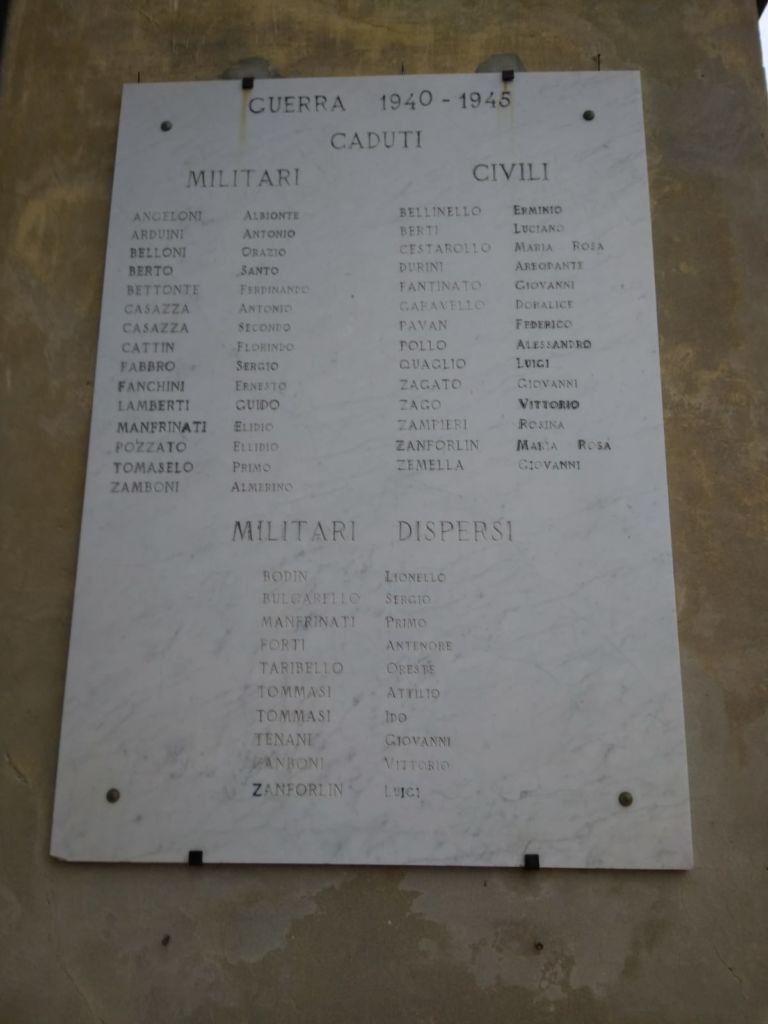 GUERRA 1940 - 1945
CADUTI
MILITARI
ANGELONI ALBIONTE
ARDUINI ANTONIO
BELLONI ORAZIO
BERTO SANTO
BETTONTE FERDINANDO
CASAZZA ANTONIO
CASAZZA SECONDO
CATTIN FLORINDO
FABBRO SERGIO
FANCHINI ERNESTO
LAMBERTI GUIDO
MANFRINATI ELIDIO
POZZATO ELLIDIO
TOMASELO PRIMO
ZAMBONI ALMERINO
CIVILI
BELLINELLO ERMINIO
BERTI LUCIANO
CESTAROLLO MARIA ROSA
DURINI AREODANTE
FANTINATO GIOVANNI
GARAVELLO DORALICE
PAVAN FEDERICO
POLLO ALESSANDRO
QUAGLIO LUIGI
ZAGATO GIOVANNI
ZAGO VITTORIO
ZAMPIERI ROSINA
ZANFORLIN MARIA ROSA
ZEMELLA GIOVANNI
MILITARI DISPERSI
BODIN LIONELLO
BULGARELLO SERGIO
MANFRINATI PRIMO
FORTI ANTENORE
TARIBELLO ORESTE
TOMMASI ATTILIO
TOMMASI IDO
TENANI GIOVANNI
VITTORIO
ZANFORLIN LUIGI